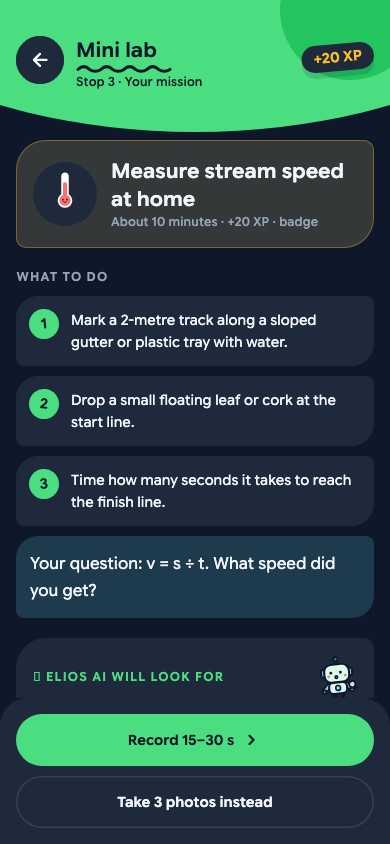 Mini lab
Stop 3 · Your mission
+20 XP
Measure stream speed
at home
About 10 minutes · +20 XP · badge
WHAT TO DO
1
Mark a 2-metre track along a sloped
gutter or plastic tray with water.
2
Drop a small floating leaf or cork at the
start line.
3
Time how many seconds it takes to reach
the finish line.
Your question: v = s ÷ t. What speed did
you get?
ELIOS AI WILL LOOK FOR
Record 15–30 s
Take 3 photos instead